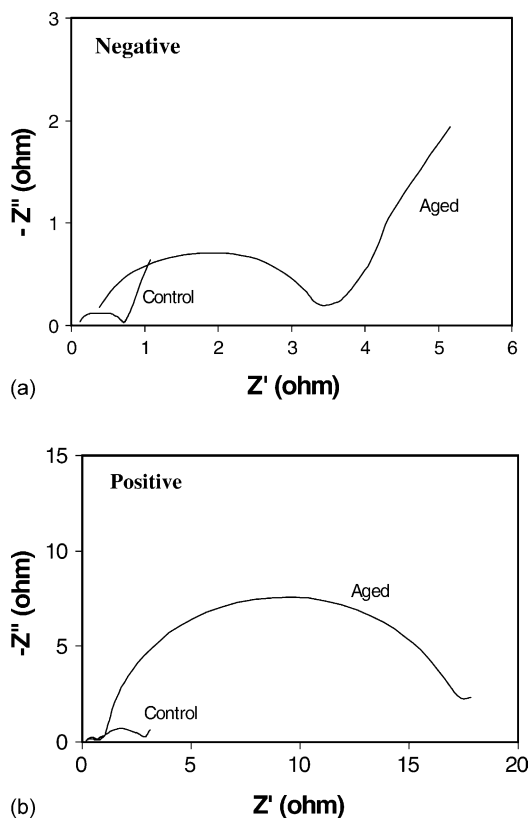 Negative
3
2
1
0
- Z" (ohm)
Aged
Control
0 1 2 3 4 5 6
Z' (ohm)
(a)
Positive
15
10
5
0
-Z" (ohm)
Aged
Control
0 5 10 15 20
Z' (ohm)
(b)